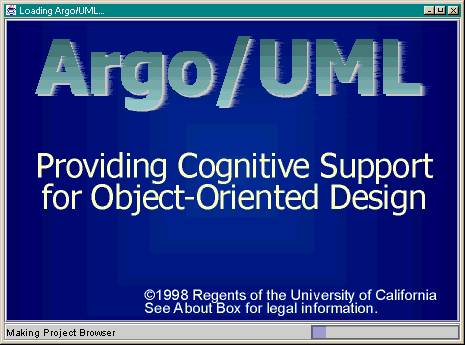 Loading Argo/UML...
Argo/UML
Providing Cognitive Support
for Object-Oriented Design
©1998 Regents of the University of California
See About Box for legal information.
Making Project Browser